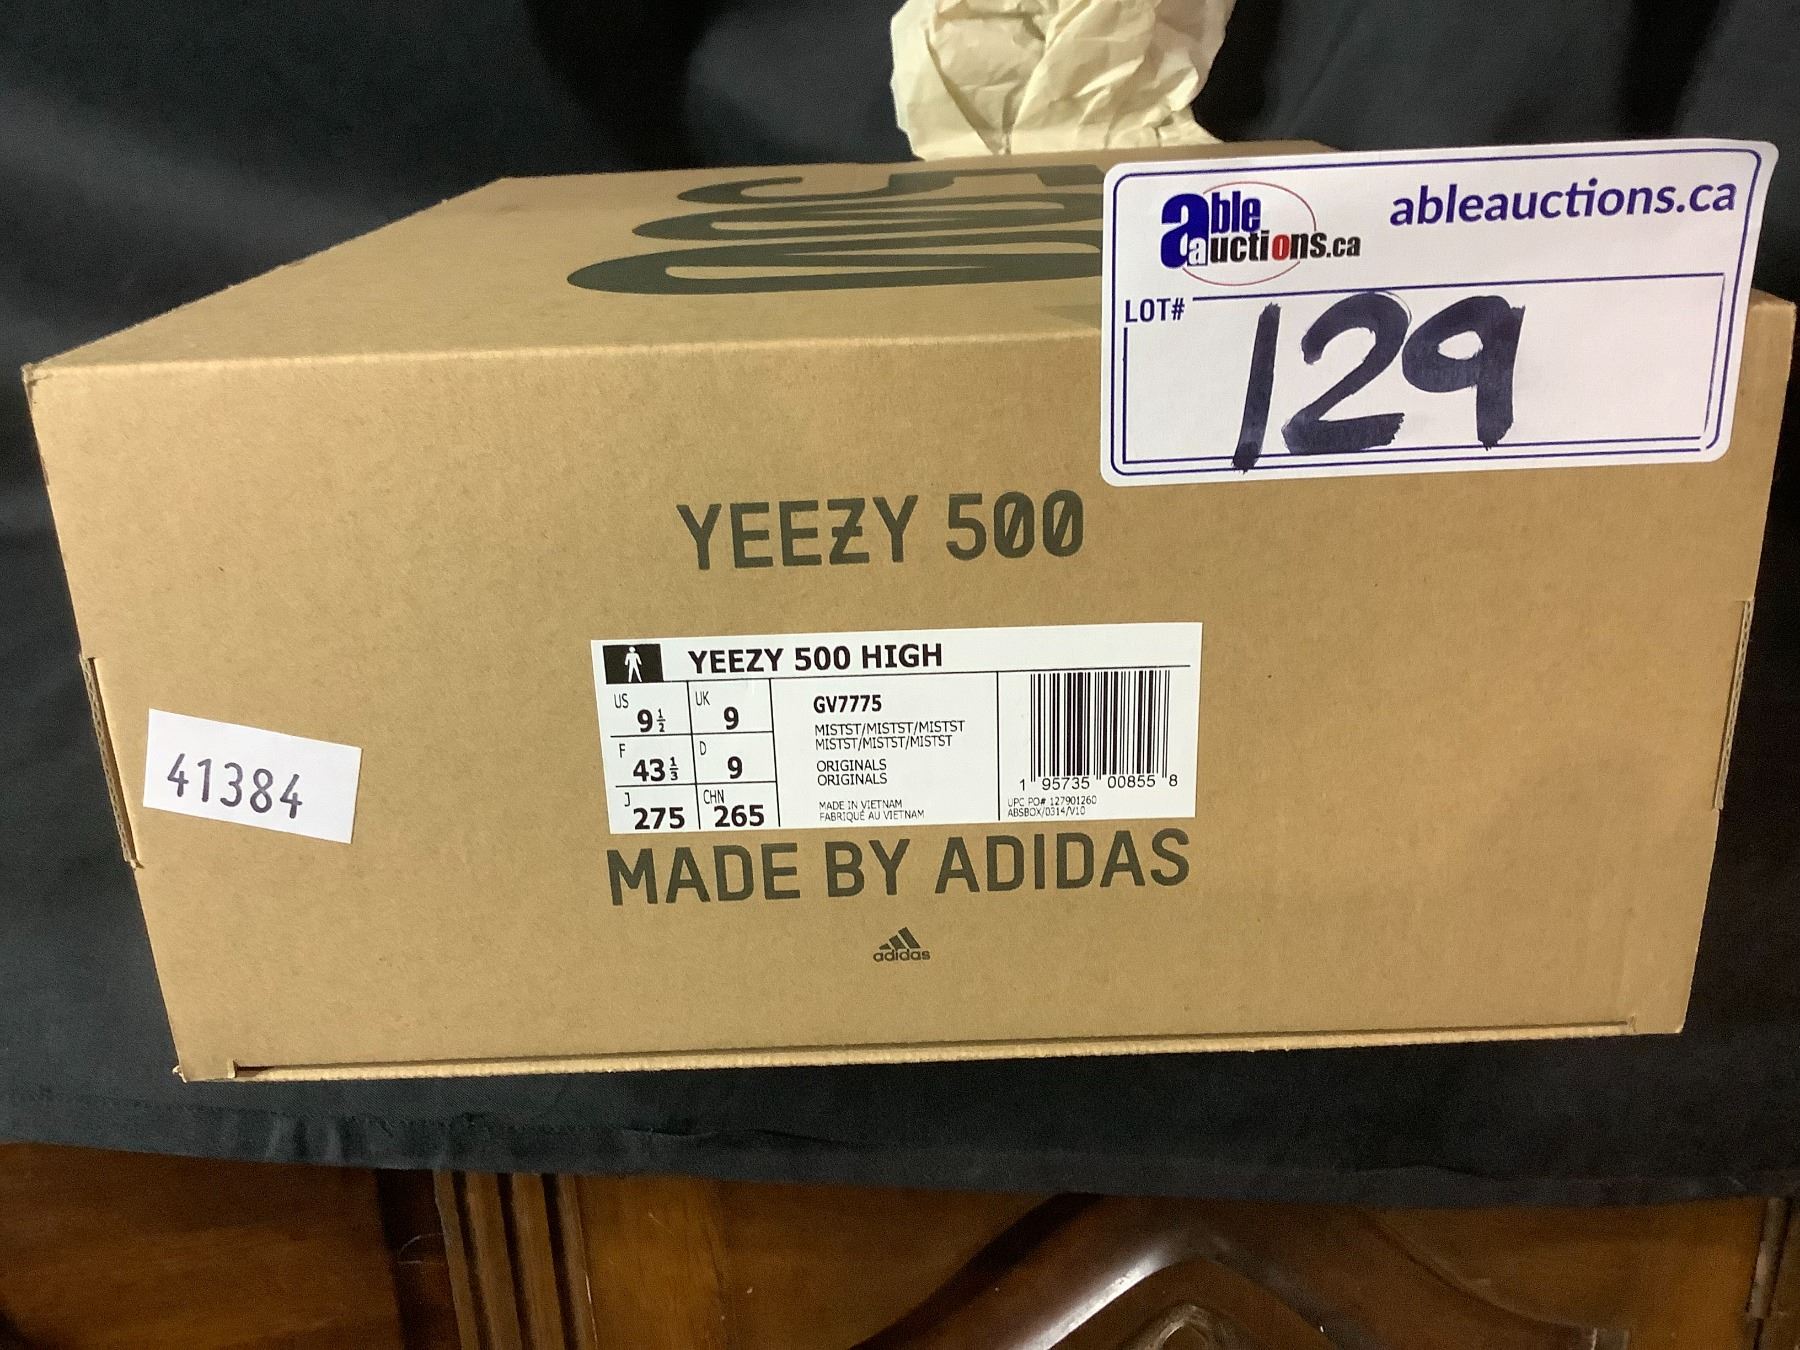 500
able auctions.ca
ableauctions.ca
LOT# 129
YEEZY 500
YEEZY 500 HIGH
US 9½ UK 9
F 43⅓ D 9
J 275 CHN 265
GV7775
MISTST/MISTST/MISTST
MISTST/MISTST/MISTST
ORIGINALS
ORIGINALS
MADE IN VIETNAM
FABRIQUÉ AU VIETNAM
1 95735 00855 8
UPC PO# 127901260
ABSBOX/0314/V10
41384
MADE BY ADIDAS
adidas